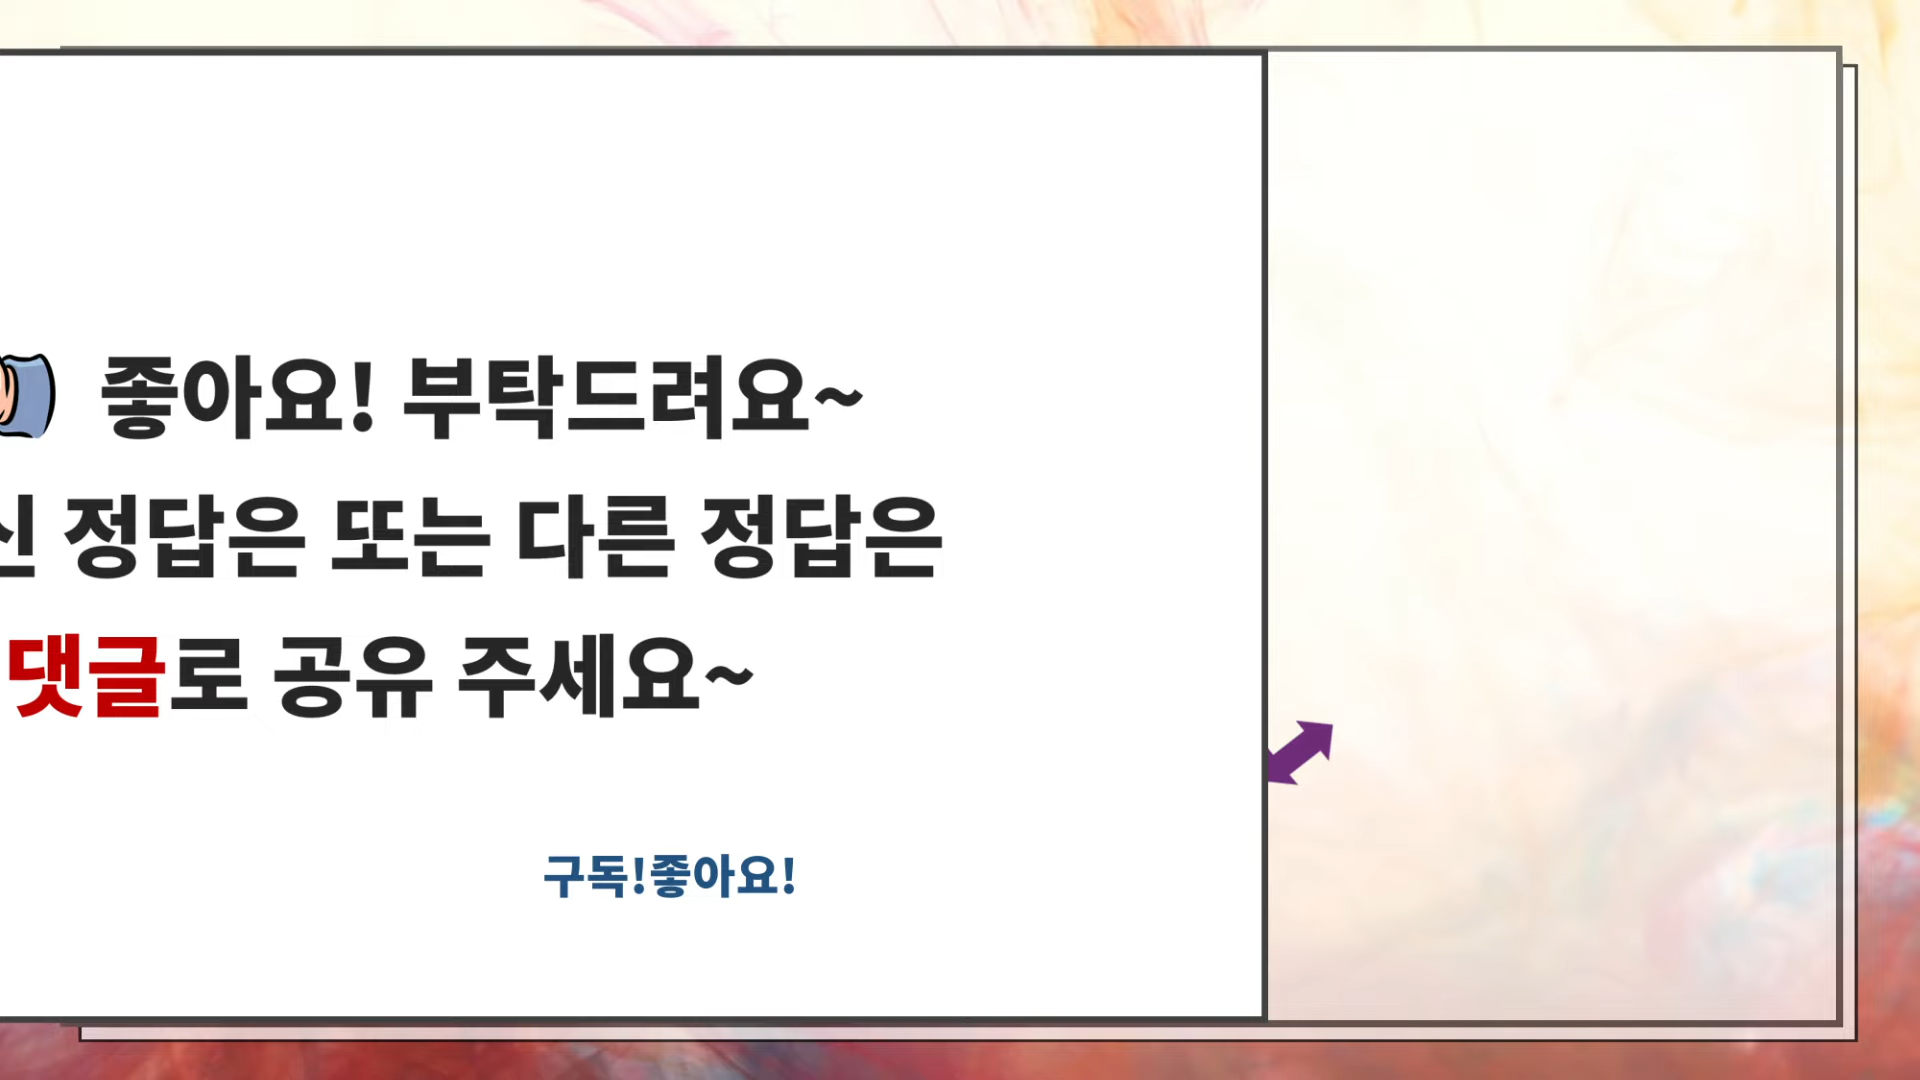 좋아요! 부탁드려요~
정답은 또는 다른 정답은
댓글로 공유 주세요~
구독!좋아요!